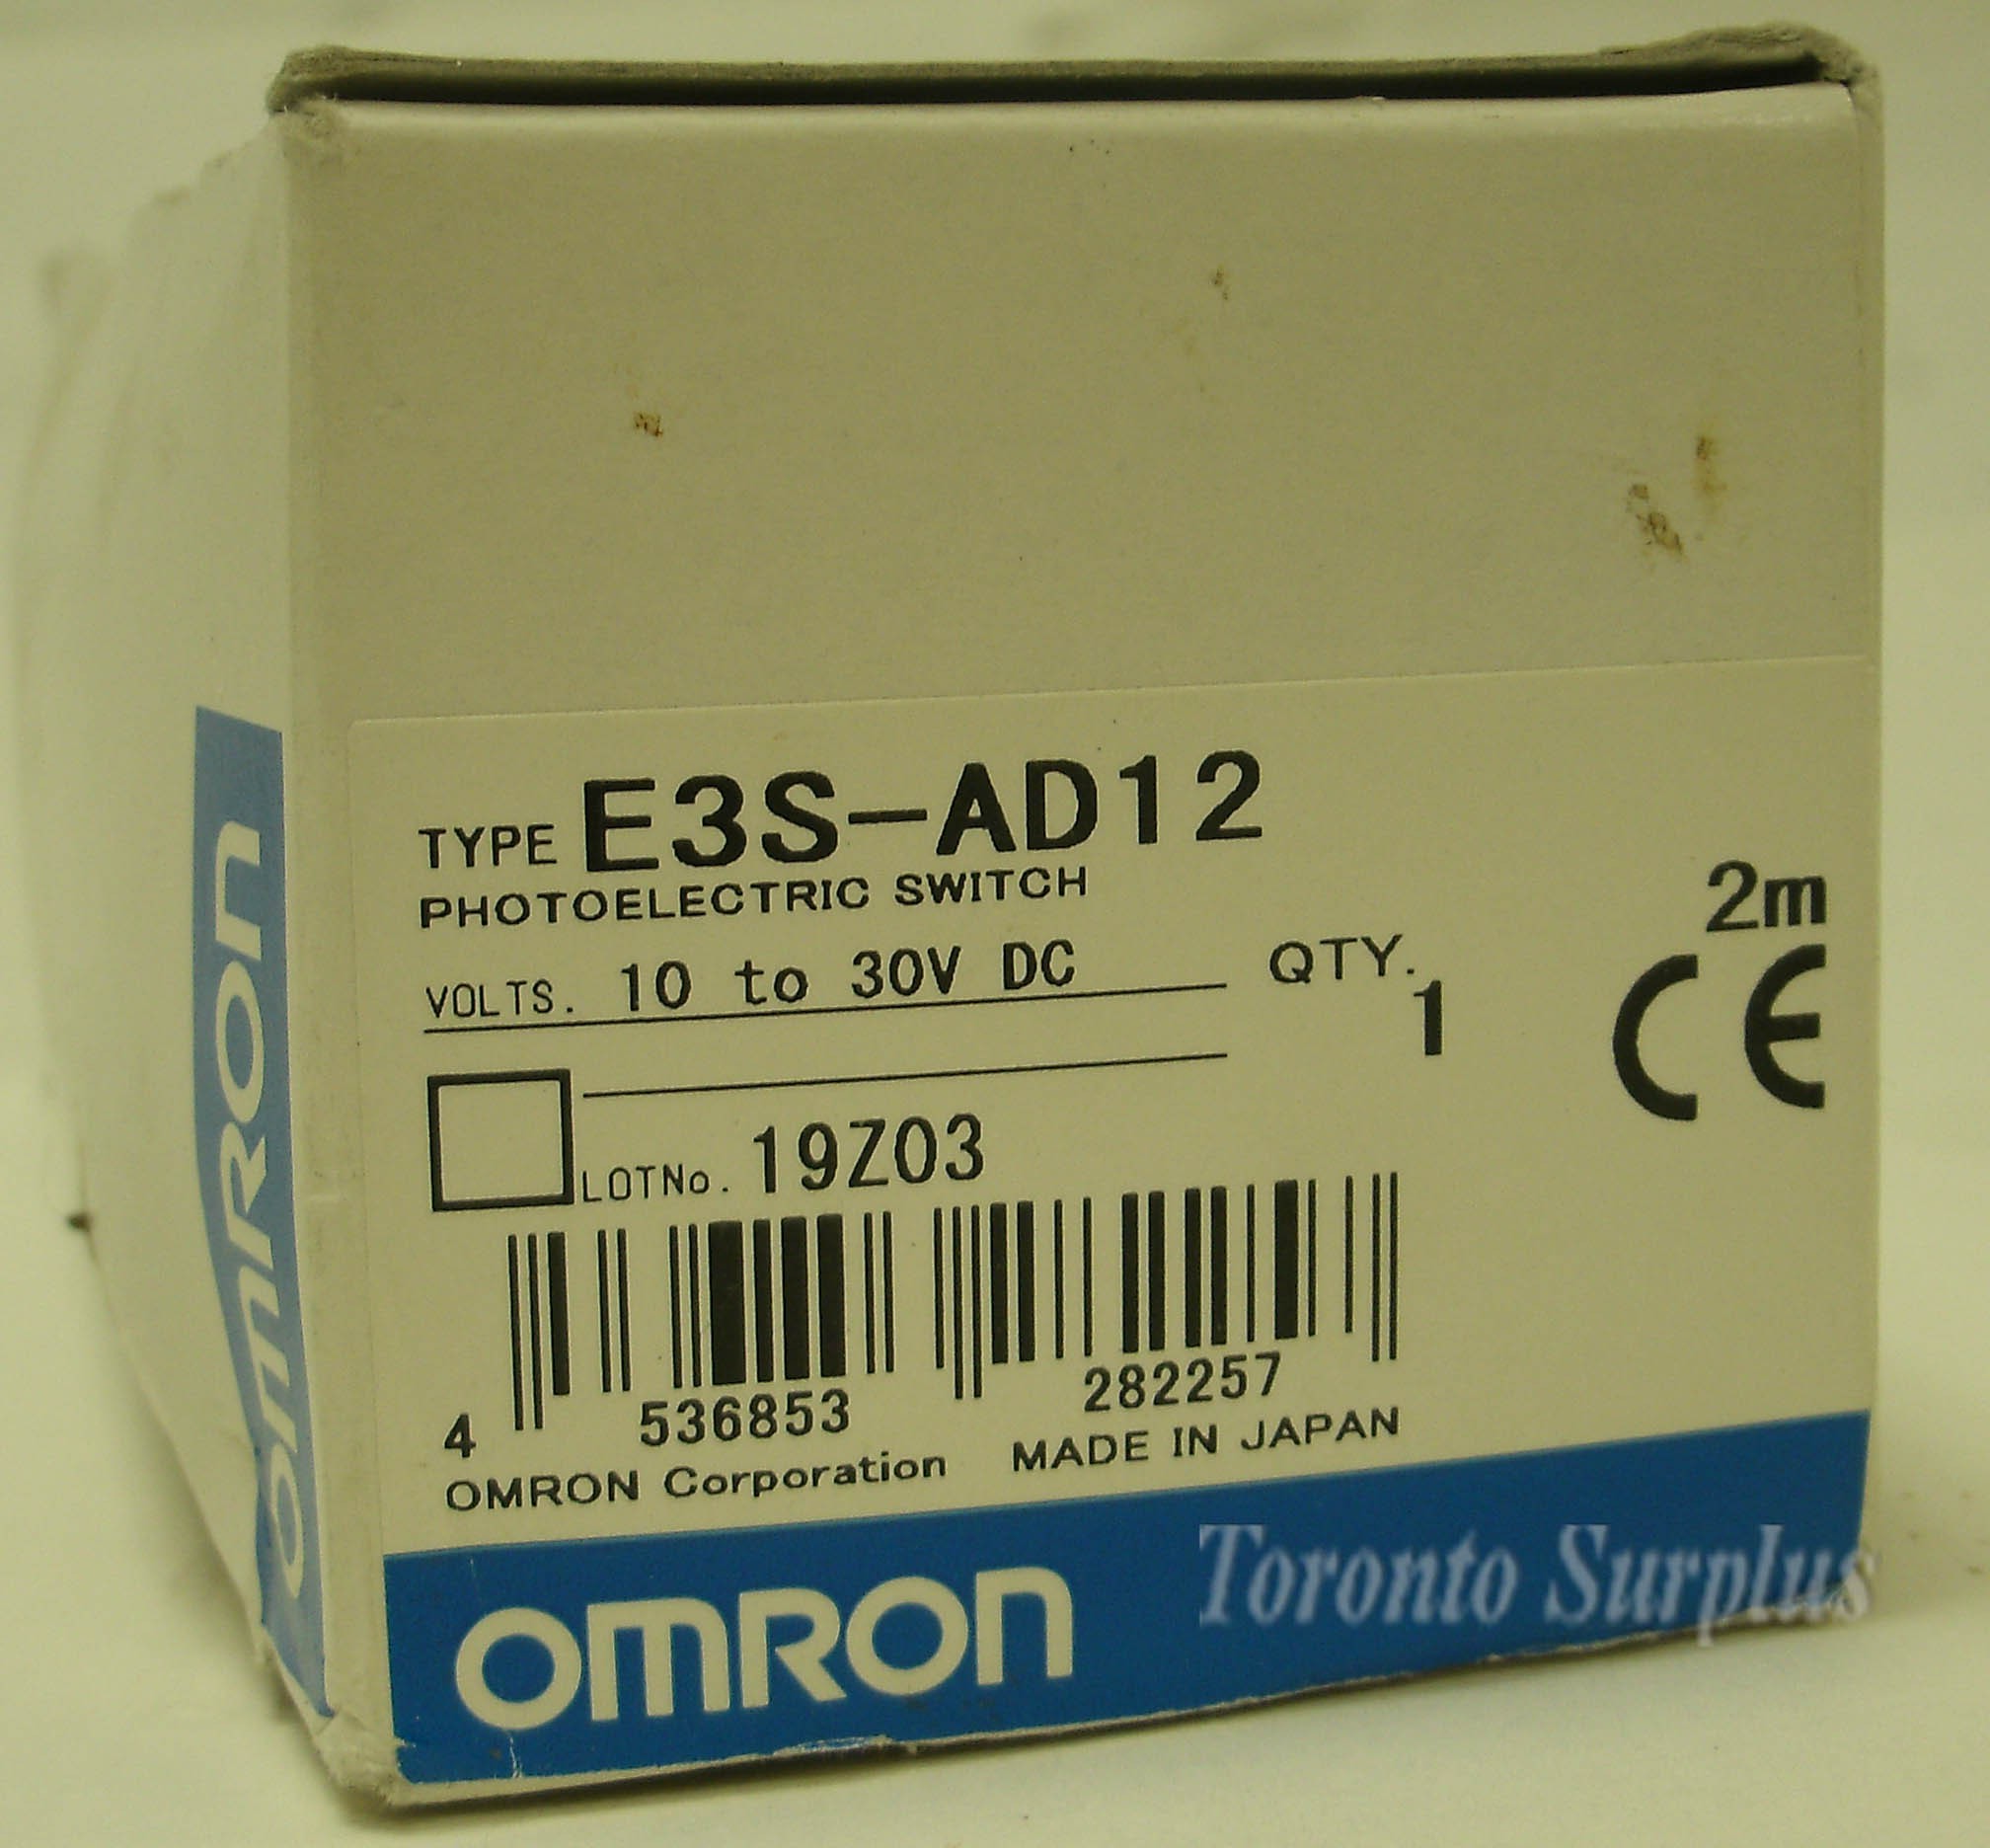 TYPE E3S-AD12
PHOTOELECTRIC SWITCH
2m
VOLTS. 10 to 30V DC QTY. 1
CE
LOTNo. 19Z03
4 536853 282257
OMRON Corporation MADE IN JAPAN
OMRON
OMRON
Toronto Surplus